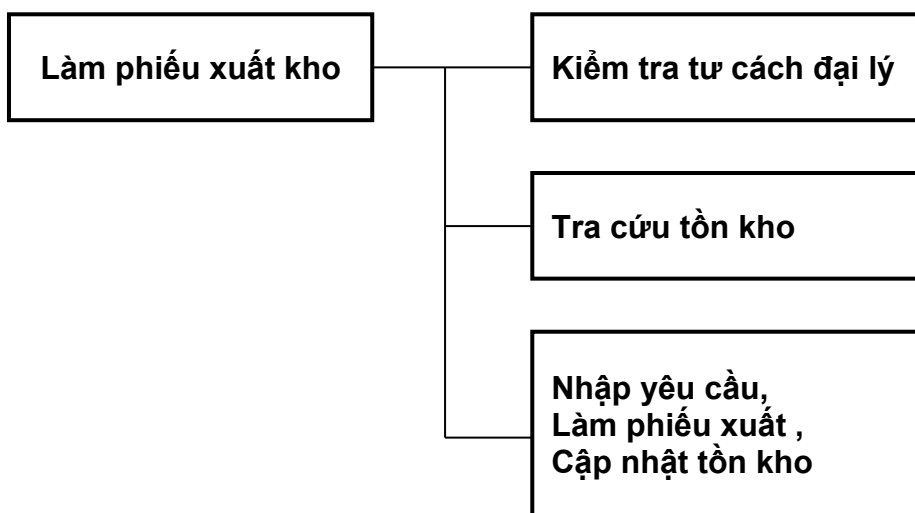 Làm phiếu xuất kho
Kiểm tra tư cách đại lý
Tra cứu tồn kho
Nhập yêu cầu,
Làm phiếu xuất ,
Cập nhật tồn kho